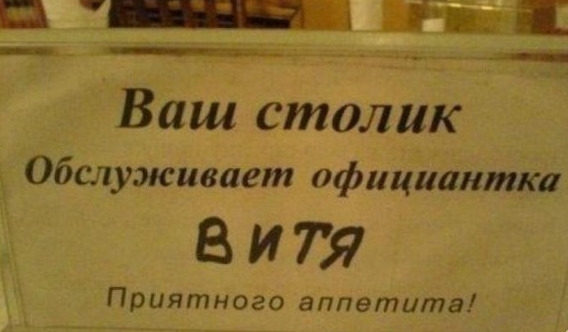 Ваш столик
Обслуживает официантка
ВИТЯ
Приятного аппетита!